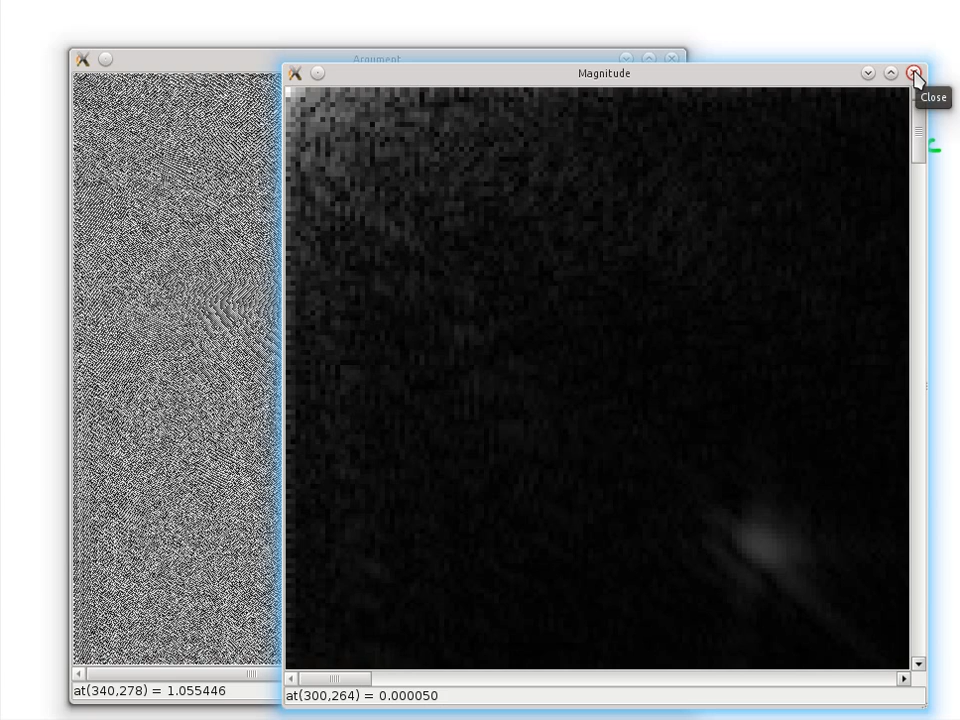 Argument
Magnitude
Close
at(340,278) = 1.055446
at(300,264) = 0.000050